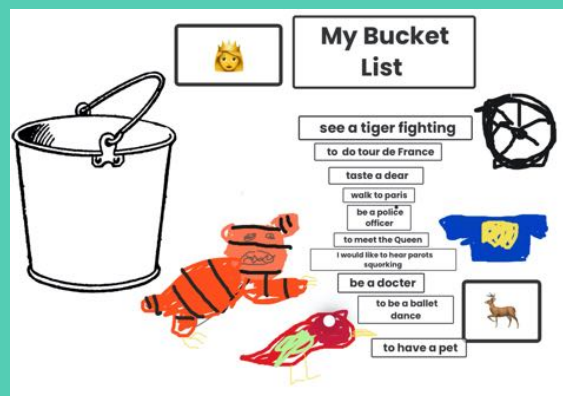 My Bucket
List
see a tiger fighting
to do tour de France
taste a dear
walk to paris
be a police
officer
to meet the Queen
I would like to hear parots
squorking
be a docter
to be a ballet
dance
to have a pet